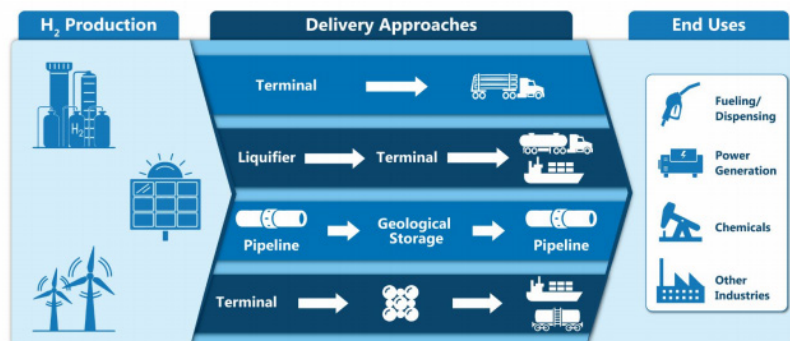 H₂ Production
Delivery Approaches
End Uses
H₂
Terminal
Liquifier
Terminal
Pipeline
Geological
Storage
Pipeline
Terminal
Fueling/
Dispensing
Power
Generation
Chemicals
Other
Industries